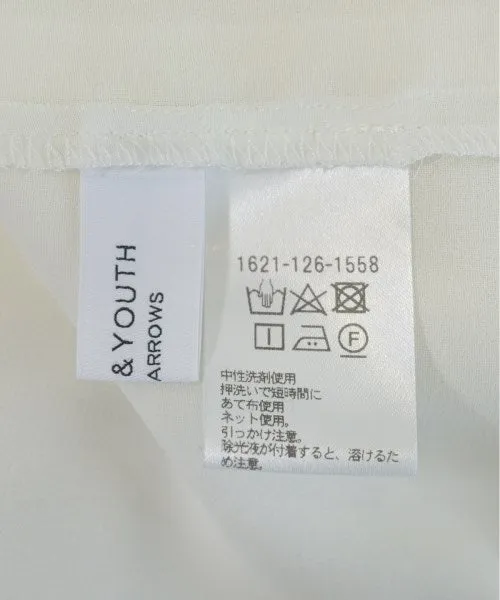 & YOUTH
ARROWS
1621-126-1558
F
中性洗剤使用
押洗いで短時間に
あて布使用
ネット使用。
引っかけ注意。
除光液が付着すると、溶けるた
め注意。